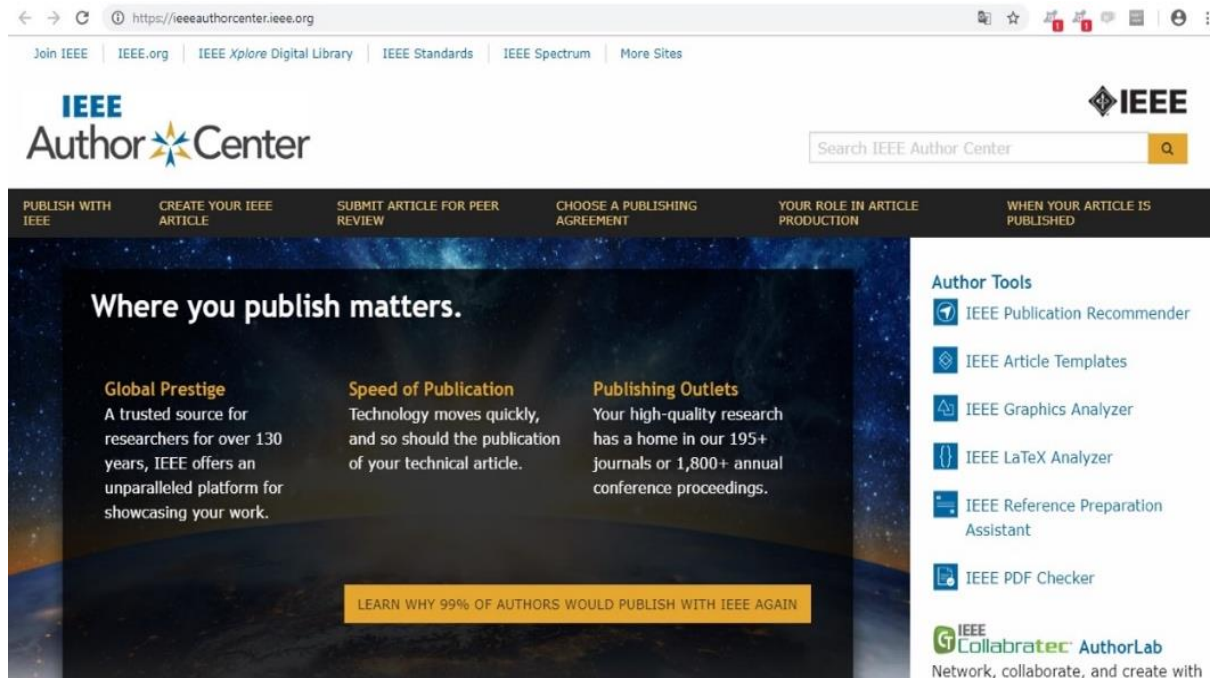 https://ieeeauthorcenter.ieee.org
1
1
Join IEEE
IEEE.org
IEEE Xplore Digital Library
IEEE Standards
IEEE Spectrum
More Sites
IEEE
Author Center
IEEE
Search IEEE Author Center
PUBLISH WITH
IEEE
CREATE YOUR IEEE
ARTICLE
SUBMIT ARTICLE FOR PEER
REVIEW
CHOOSE A PUBLISHING
AGREEMENT
YOUR ROLE IN ARTICLE
PRODUCTION
WHEN YOUR ARTICLE IS
PUBLISHED
Where you publish matters.
Global Prestige
A trusted source for
researchers for over 130
years, IEEE offers an
unparalleled platform for
showcasing your work.
Speed of Publication
Technology moves quickly,
and so should the publication
of your technical article.
Publishing Outlets
Your high-quality research
has a home in our 195+
journals or 1,800+ annual
conference proceedings.
LEARN WHY 99% OF AUTHORS WOULD PUBLISH WITH IEEE AGAIN
Author Tools
IEEE Publication Recommender
IEEE Article Templates
IEEE Graphics Analyzer
IEEE LaTeX Analyzer
IEEE Reference Preparation
Assistant
IEEE PDF Checker
IEEE
Collabratec AuthorLab
Network, collaborate, and create with